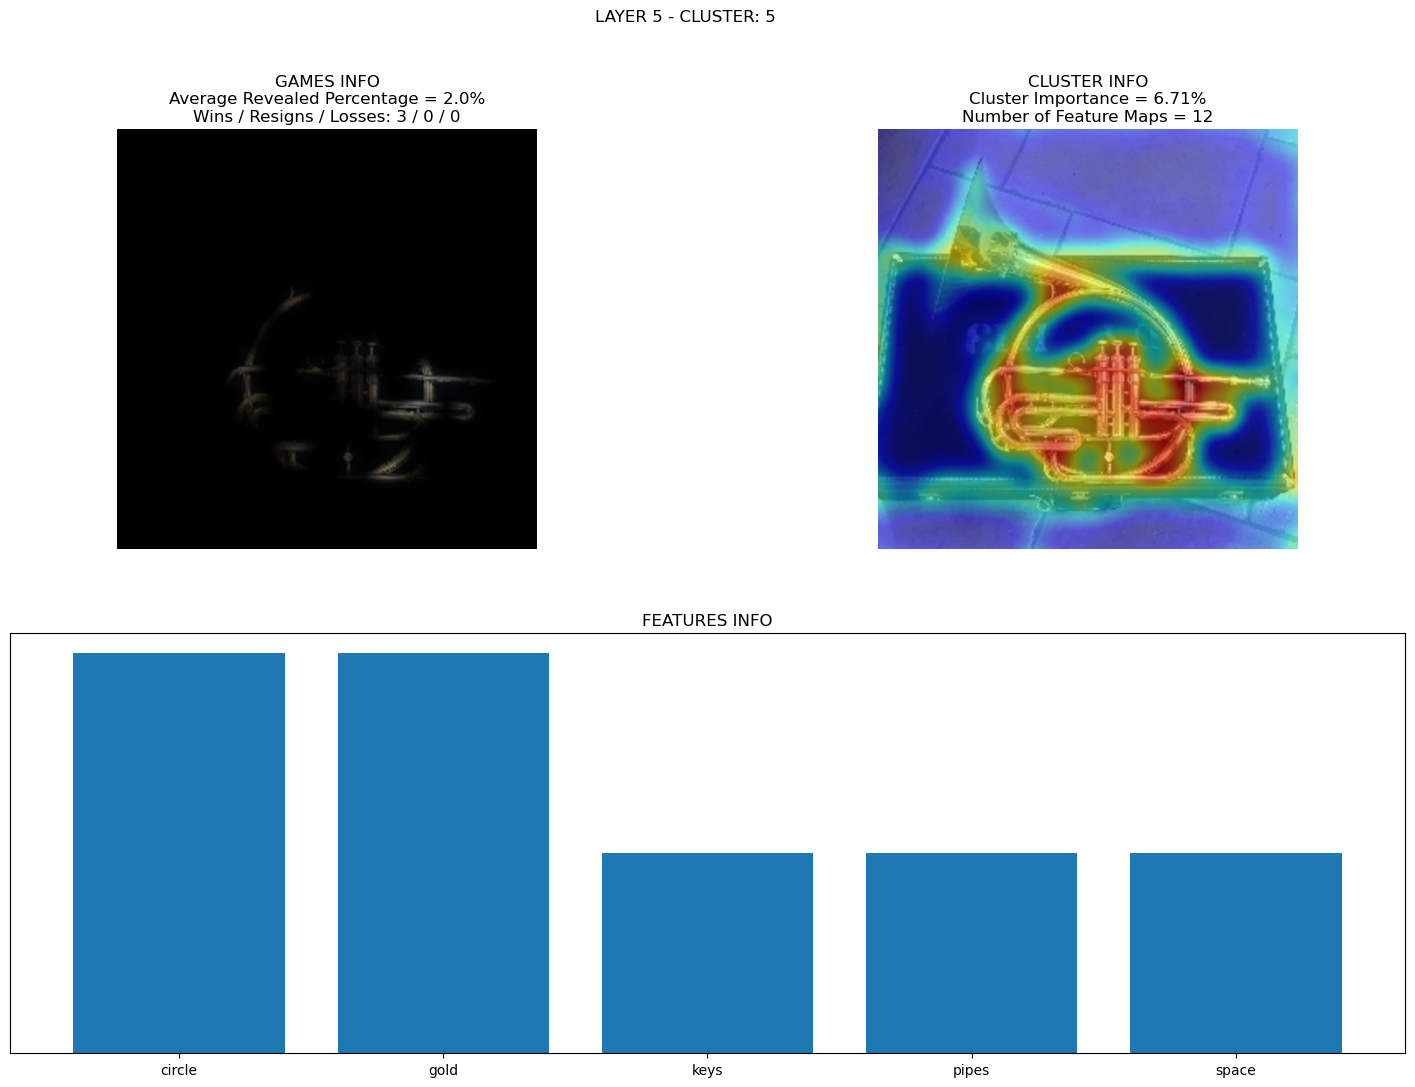 LAYER 5 - CLUSTER: 5
GAMES INFO
Average Revealed Percentage = 2.0%
Wins / Resigns / Losses: 3 / 0 / 0
CLUSTER INFO
Cluster Importance = 6.71%
Number of Feature Maps = 12
FEATURES INFO
circle
gold
keys
pipes
space